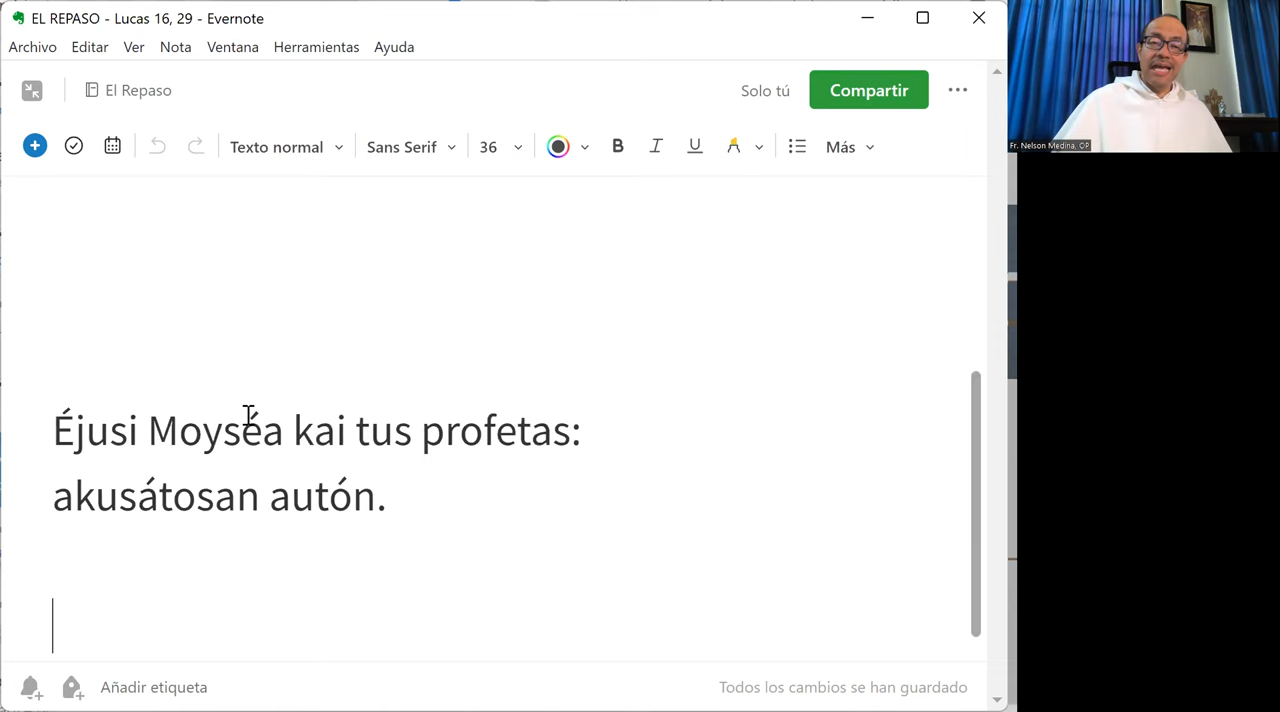 EL REPASO - Lucas 16, 29 - Evernote
Archivo Editar Ver Nota Ventana Herramientas Ayuda
El Repaso
Solo tú
Compartir
Texto normal
Sans Serif
36
B I U
Más
Éjusi Moyséa kai tus profetas:
akusátosan autón.
Añadir etiqueta
Todos los cambios se han guardado
Fr. Nelson Medina, OP